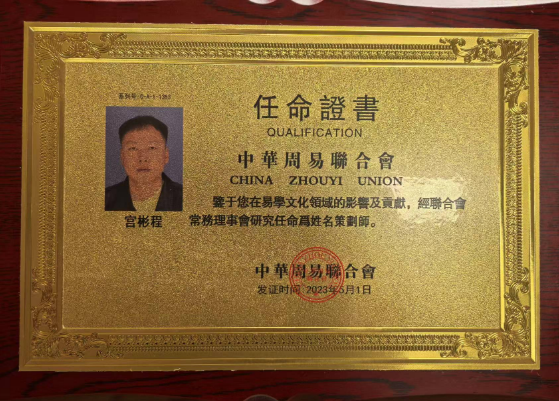 任命證書
QUALIFICATION
中華周易聯合會
CHINA ZHOUYI UNION
宫彬程
鑒于您在易學文化領域的影響及貢獻，經聯合會
常務理事會研究任命爲姓名策劃師。
中華周易聯合會
发证时间 2023年5月1日